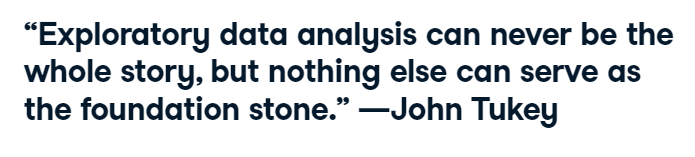 “Exploratory data analysis can never be the
whole story, but nothing else can serve as
the foundation stone.” —John Tukey